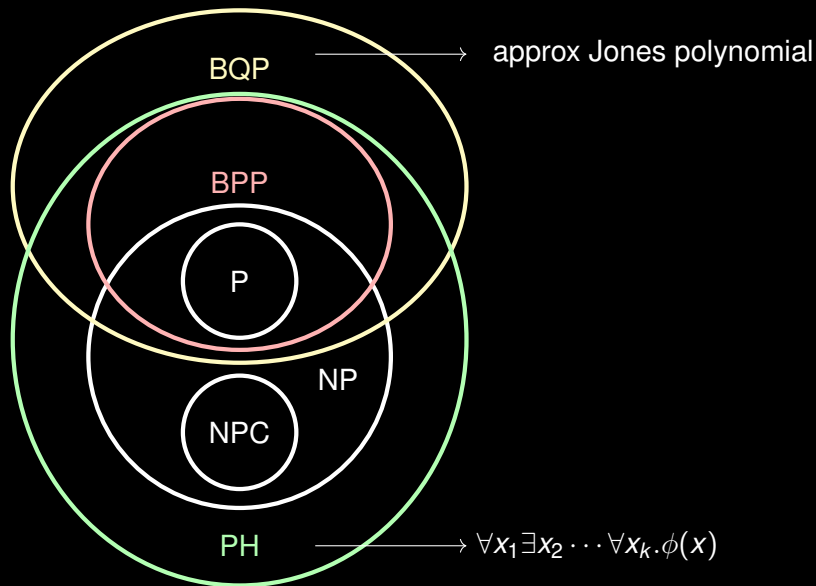 approx Jones polynomial
BQP
BPP
P
NP
NPC
PH
∀x₁∃x₂ ⋯ ∀xₖ.ϕ(x)